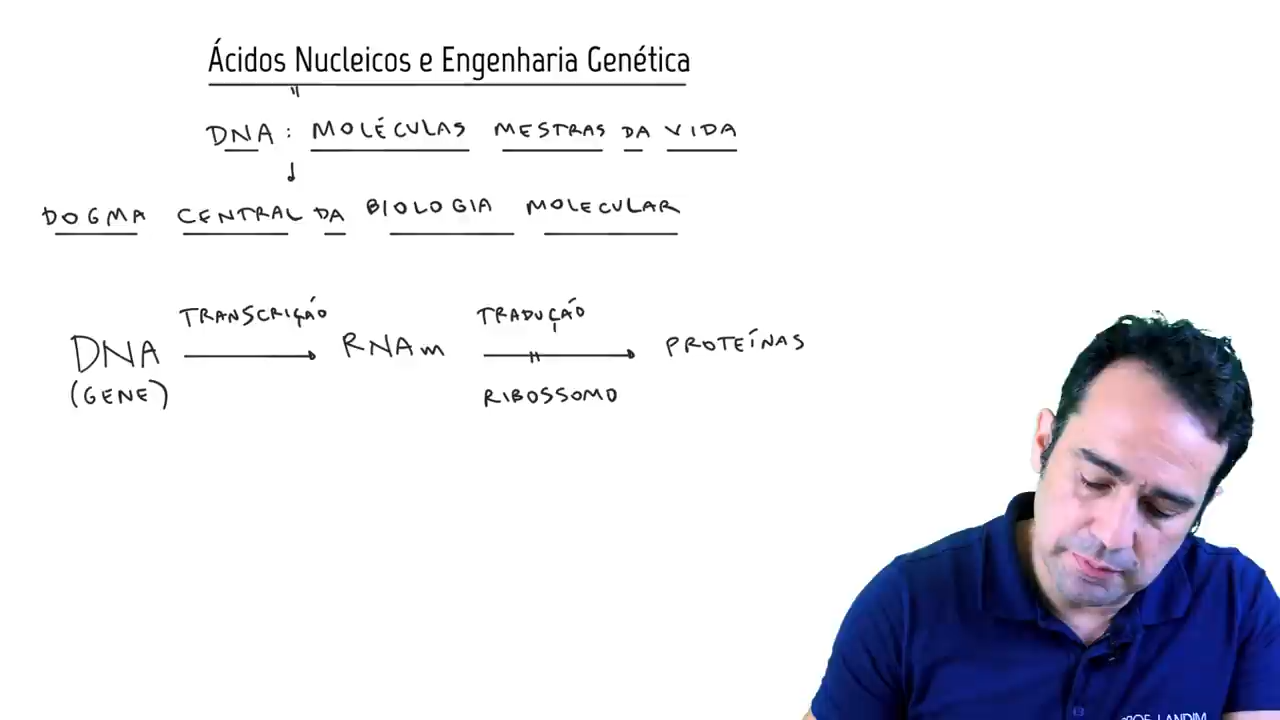 Ácidos Nucleicos e Engenharia Genética
DNA: MOLÉCULAS MESTRAS DA VIDA
DOGMA CENTRAL DA BIOLOGIA MOLECULAR
TRANSCRIÇÃO TRADUÇÃO
DNA RNAm PROTEÍNAS
(GENE) RIBOSSOMO
LANDIM